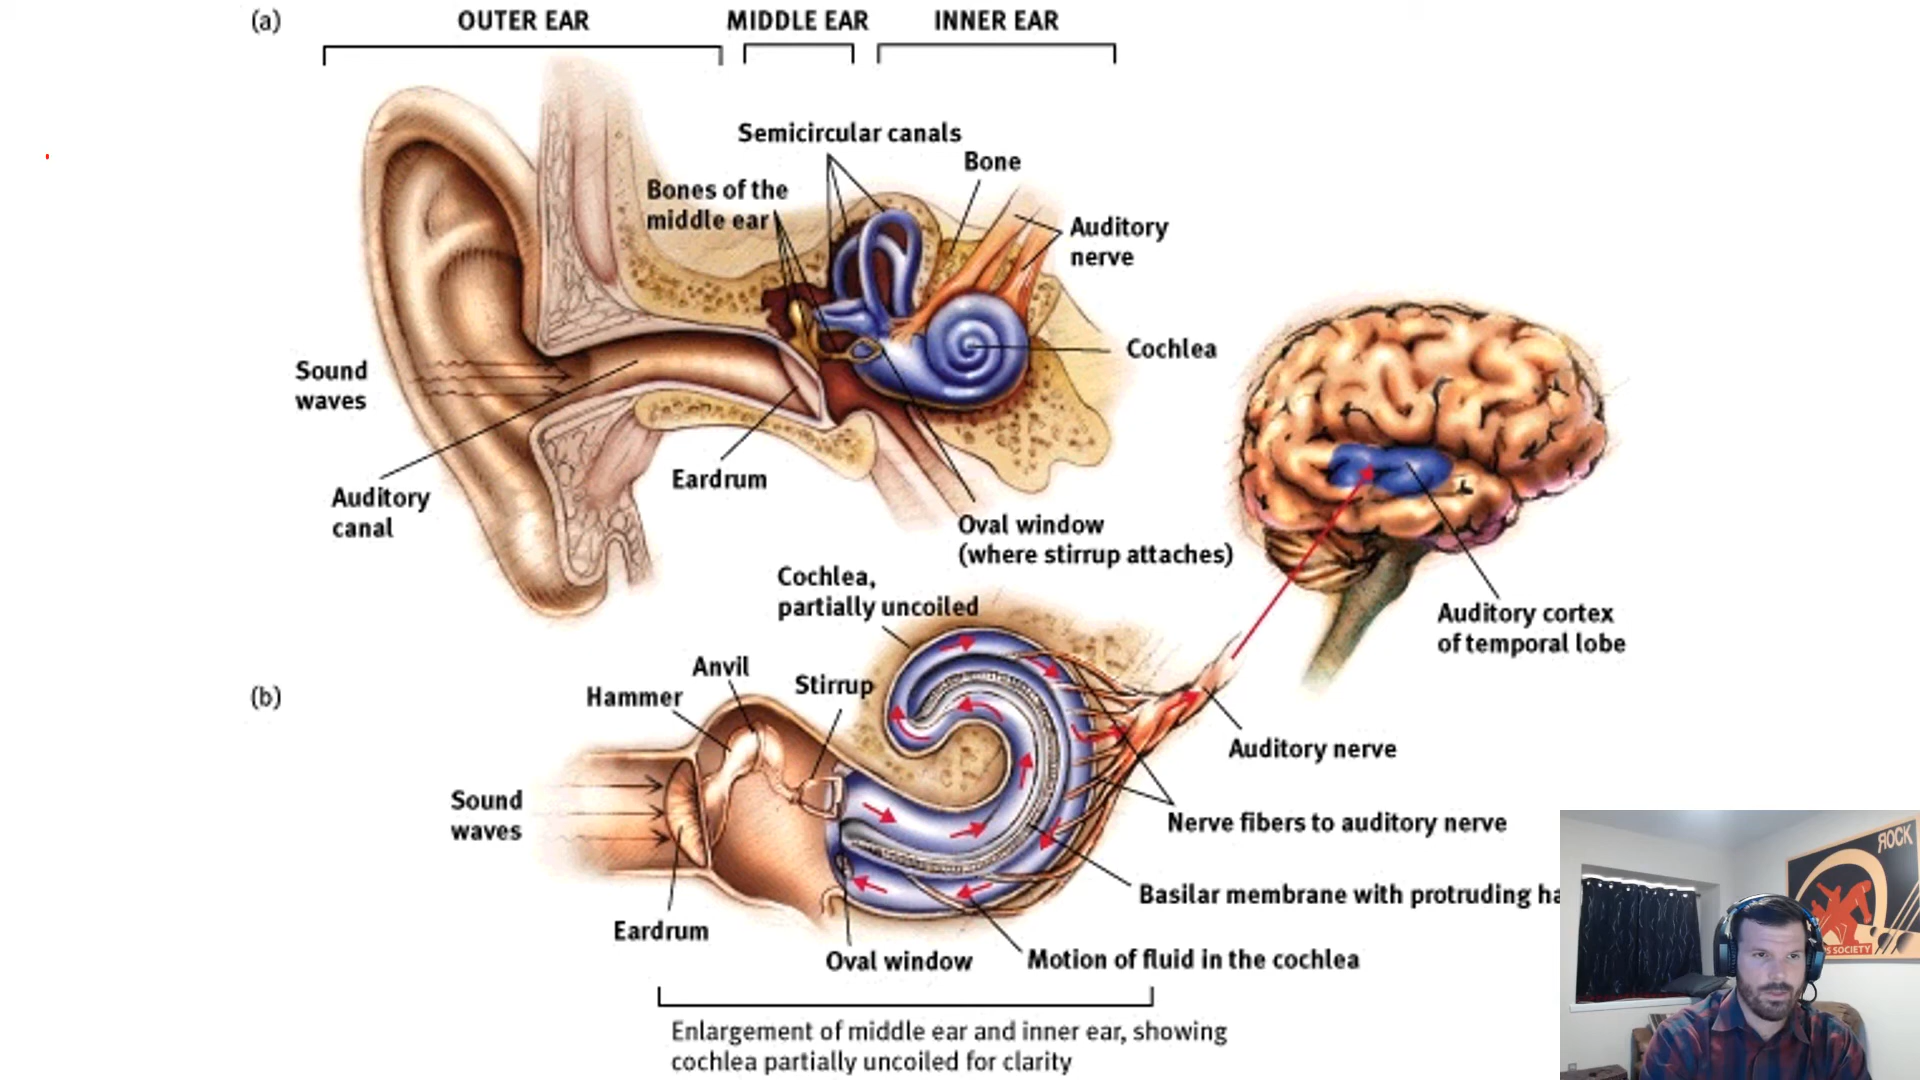 (a)
OUTER EAR
MIDDLE EAR
INNER EAR
Semicircular canals
Bone
Bones of the
middle ear
Auditory
nerve
Cochlea
Sound
waves
Eardrum
Auditory
canal
Oval window
(where stirrup attaches)
Cochlea,
partially uncoiled
Auditory cortex
of temporal lobe
(b)
Anvil
Hammer
Stirrup
Auditory nerve
Sound
waves
Nerve fibers to auditory nerve
Basilar membrane with protruding ha
Eardrum
Oval window
Motion of fluid in the cochlea
Enlargement of middle ear and inner ear, showing
cochlea partially uncoiled for clarity
ЯOCK
SOCIETY